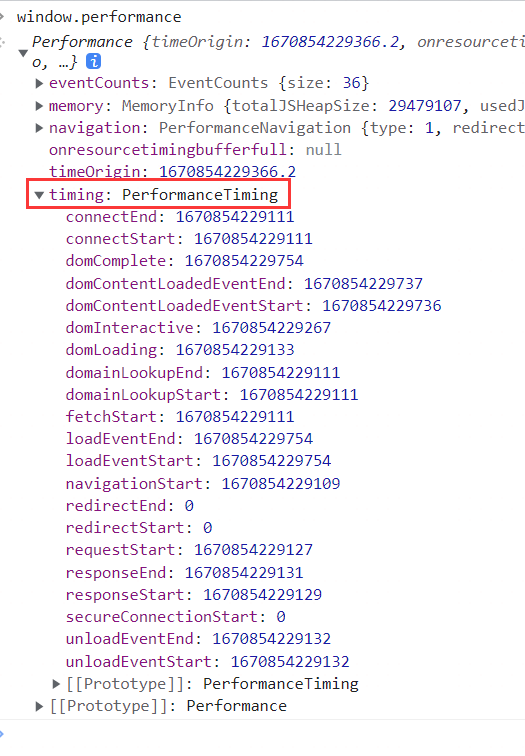 window.performance
Performance {timeOrigin: 1670854229366.2, onresourceti
o, …} i
eventCounts: EventCounts {size: 36}
memory: MemoryInfo {totalJSHeapSize: 29479107, usedJ
navigation: PerformanceNavigation {type: 1, redirect
onresourcetimingbufferfull: null
timeOrigin: 1670854229366.2
timing: PerformanceTiming
connectEnd: 1670854229111
connectStart: 1670854229111
domComplete: 1670854229754
domContentLoadedEventEnd: 1670854229737
domContentLoadedEventStart: 1670854229736
domInteractive: 1670854229267
domLoading: 1670854229133
domainLookupEnd: 1670854229111
domainLookupStart: 1670854229111
fetchStart: 1670854229111
loadEventEnd: 1670854229754
loadEventStart: 1670854229754
navigationStart: 1670854229109
redirectEnd: 0
redirectStart: 0
requestStart: 1670854229127
responseEnd: 1670854229131
responseStart: 1670854229129
secureConnectionStart: 0
unloadEventEnd: 1670854229132
unloadEventStart: 1670854229132
[[Prototype]]: PerformanceTiming
[[Prototype]]: Performance